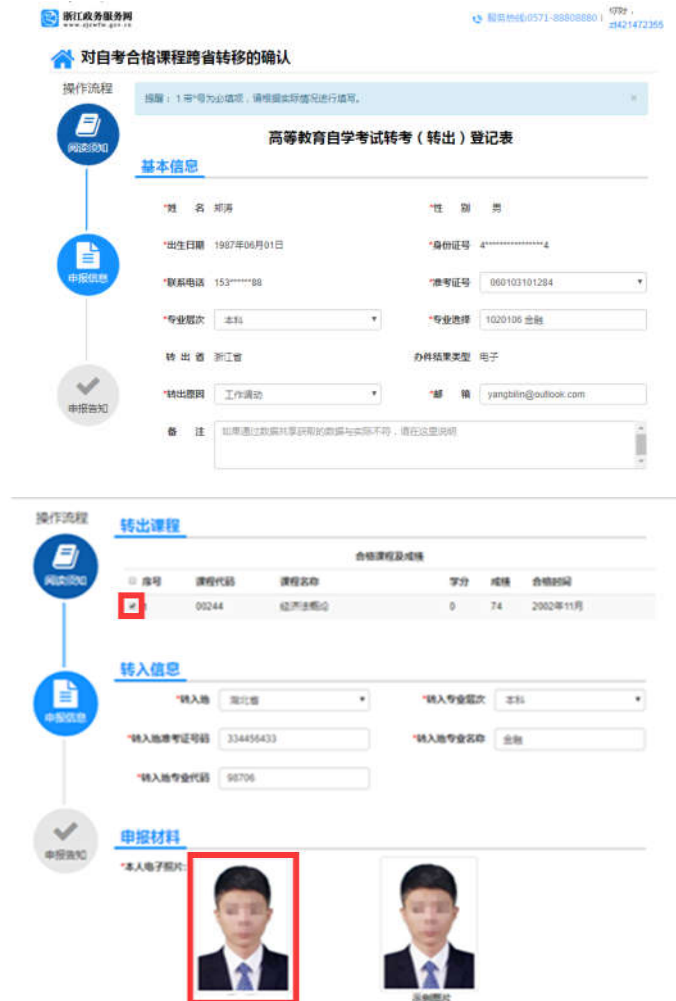 浙江政务服务网
www.zjzwfw.gov.cn
服务热线0571-88808880 | 你好，
zt421472355
对自考合格课程跨省转移的确认
操作流程
提醒： 1 带*号为必填项，请根据实际情况进行填写。 ×
阅读须知
高等教育自学考试转考（转出）登记表
基本信息
*姓 名 郑涛 *性 别 男
*出生日期 1987年06月01日 *身份证号 4****************4
申报信息
*联系电话 153******88 *准考证号 060103101284
*专业层次 本科 *专业选择 1020106 金融
转 出 省 浙江省 办件结果类型 电子
*转出原因 工作调动 *邮 箱 yangbilin@outlook.com
申报告知
备 注 如果通过数据共享获取的数据与实际不符，请在这里说明
操作流程
转出课程
合格课程及成绩
阅读须知
序号 课程代码 课程名称 学分 成绩 合格时间
00244 经济法概论 0 74 2002年11月
转入信息
*转入地 湖北省 *转入专业层次 本科
申报信息
*转入地准考证号码 334456433 *转入地专业名称 金融
*转入地专业代码 98706
申报材料
申报告知
*本人电子照片:
示例图片